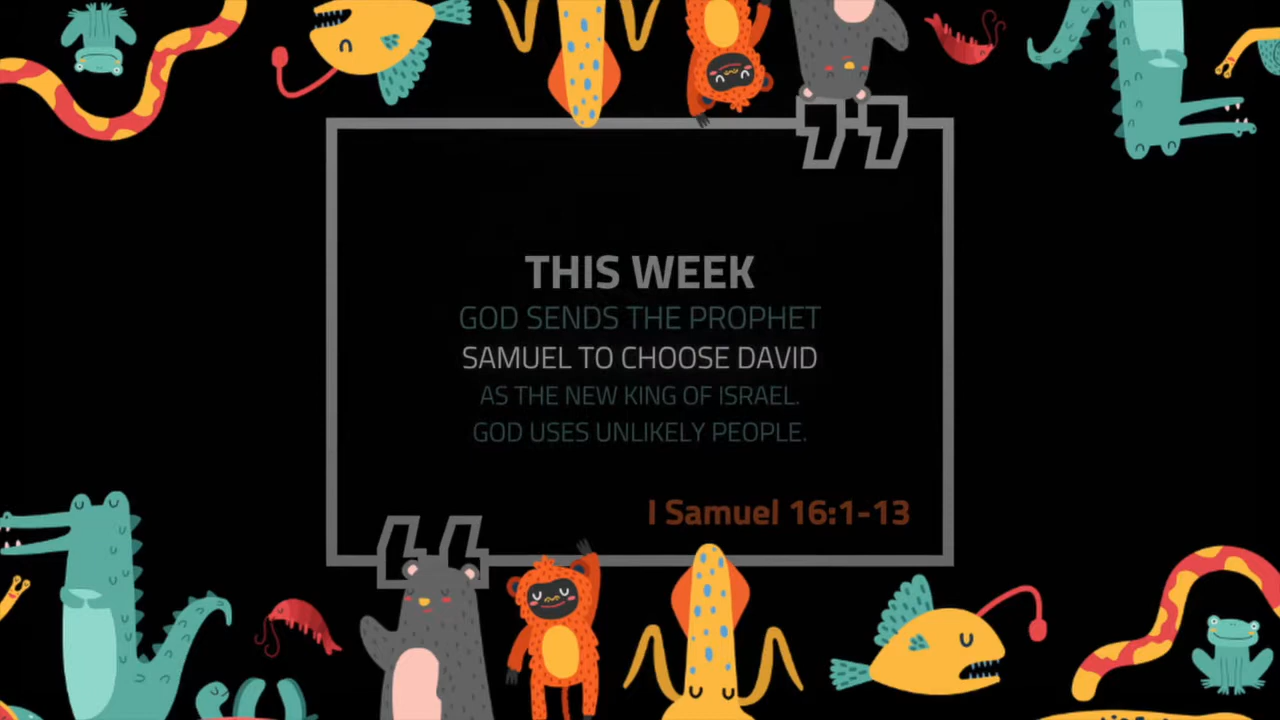 THIS WEEK
GOD SENDS THE PROPHET
SAMUEL TO CHOOSE DAVID
AS THE NEW KING OF ISRAEL.
GOD USES UNLIKELY PEOPLE.
I Samuel 16:1-13